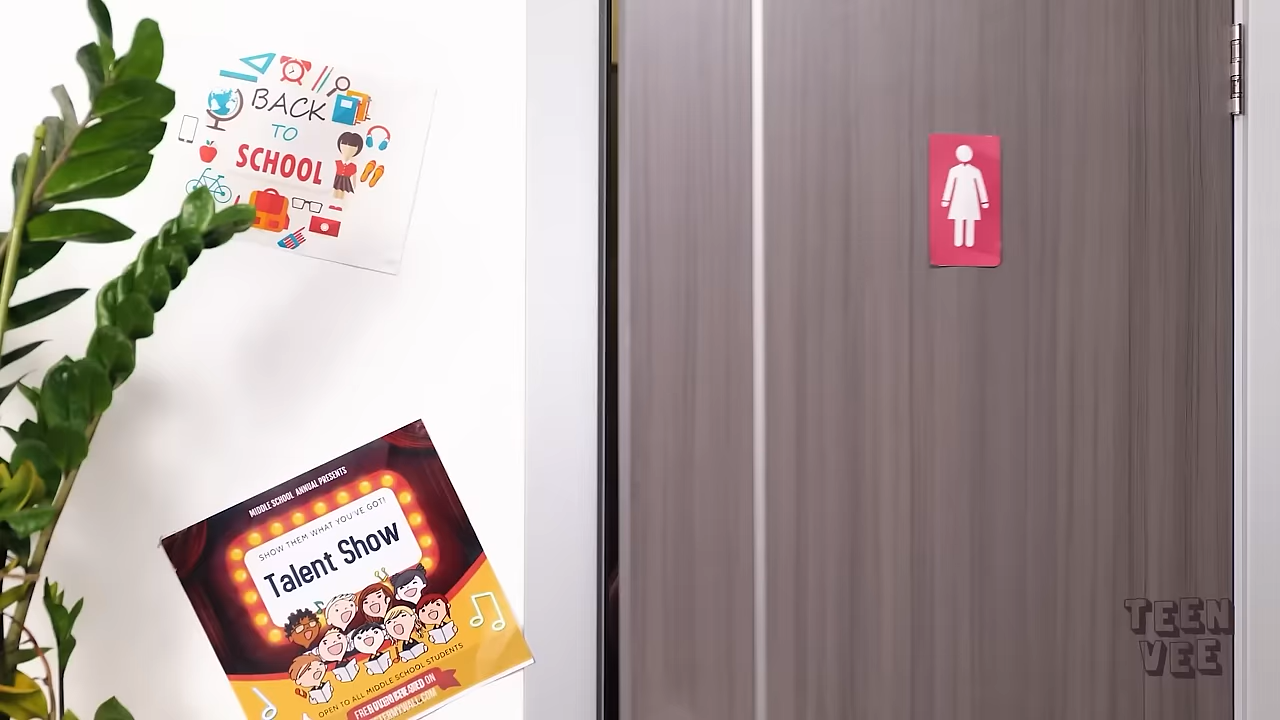 BACK
TO
SCHOOL
MIDDLE SCHOOL ANNUAL PRESENTS
SHOW THEM WHAT YOU'VE GOT!
Talent Show
OPEN TO ALL MIDDLE SCHOOL STUDENTS
TEEN
VEE